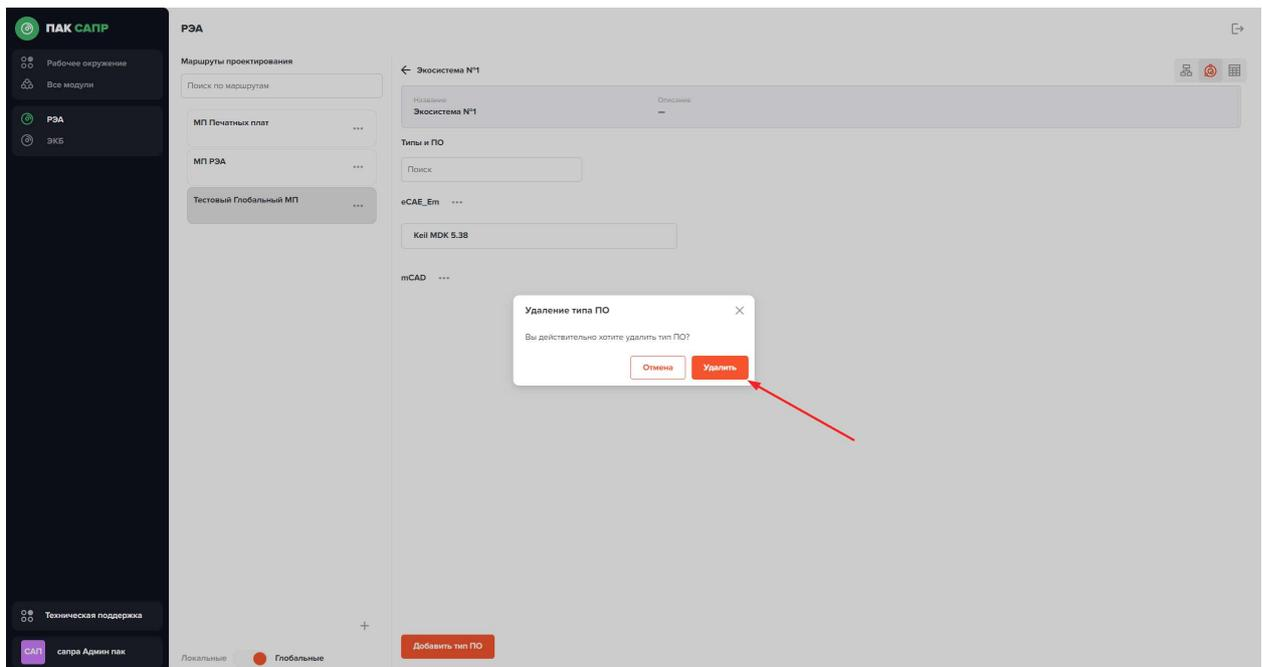 ПАК САПР
Рабочее окружение
Все модули
РЭА
ЭКБ
Техническая поддержка
САП
сапра Админ пак
РЭА
Маршруты проектирования
Поиск по маршрутам
МП Печатных плат
МП РЭА
Тестовый Глобальный МП
Локальные
Глобальные
Экосистема №1
Название
Описание
Экосистема №1
—
Типы и ПО
Поиск
eCAE_Em
Keil MDK 5.38
mCAD
Удаление типа ПО
Вы действительно хотите удалить тип ПО?
Отмена
Удалить
Добавить тип ПО